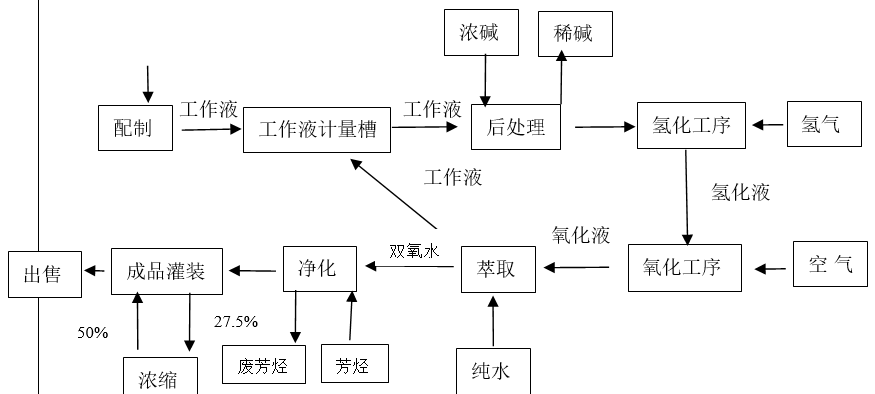 浓碱
稀碱
工作液
工作液
配制
工作液计量槽
后处理
氢化工序
氢气
工作液
氢化液
氧化液
双氧水
出售
成品灌装
净化
萃取
氧化工序
空 气
50%
27.5%
浓缩
废芳烃
芳烃
纯水